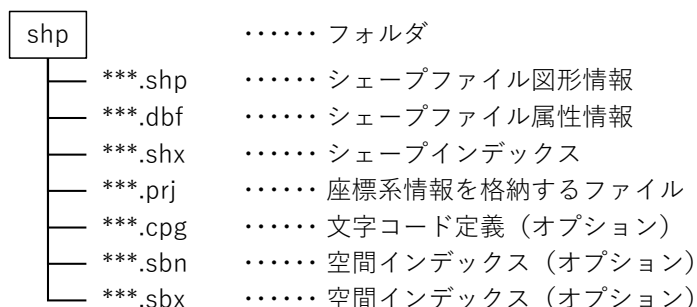 shp ‥‥‥ フォルダ
***.shp ‥‥‥ シェープファイル図形情報
***.dbf ‥‥‥ シェープファイル属性情報
***.shx ‥‥‥ シェープインデックス
***.prj ‥‥‥ 座標系情報を格納するファイル
***.cpg ‥‥‥ 文字コード定義（オプション）
***.sbn ‥‥‥ 空間インデックス（オプション）
***.sbx ‥‥‥ 空間インデックス（オプション）